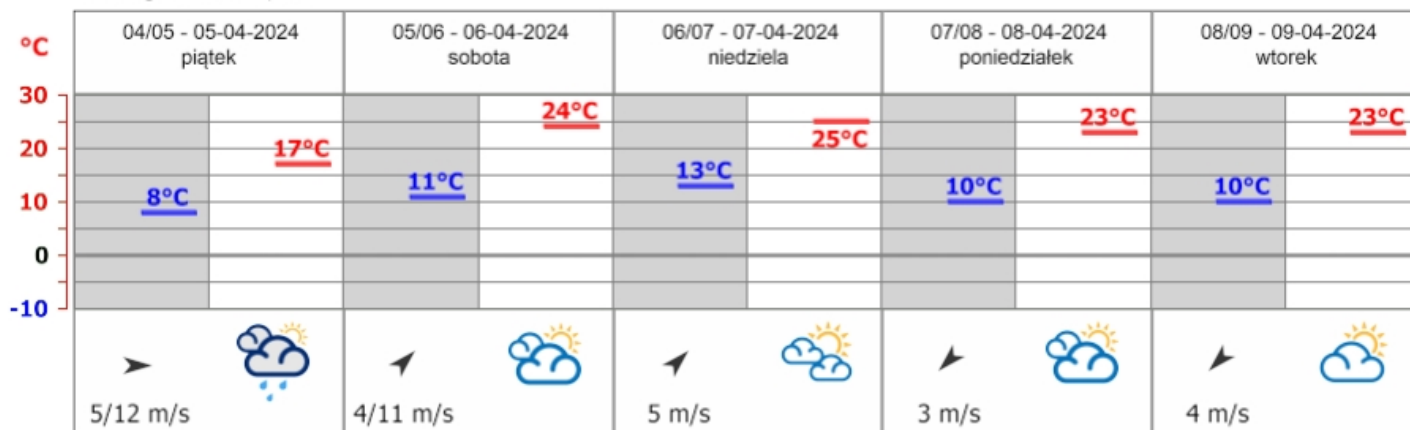 °C
04/05 - 05-04-2024
piątek
05/06 - 06-04-2024
sobota
06/07 - 07-04-2024
niedziela
07/08 - 08-04-2024
poniedziałek
08/09 - 09-04-2024
wtorek
30
20
10
0
-10
8°C
17°C
11°C
24°C
13°C
25°C
10°C
23°C
10°C
23°C
5/12 m/s
4/11 m/s
5 m/s
3 m/s
4 m/s